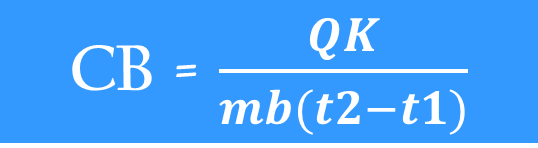 CB = QK / mb(t2−t1)